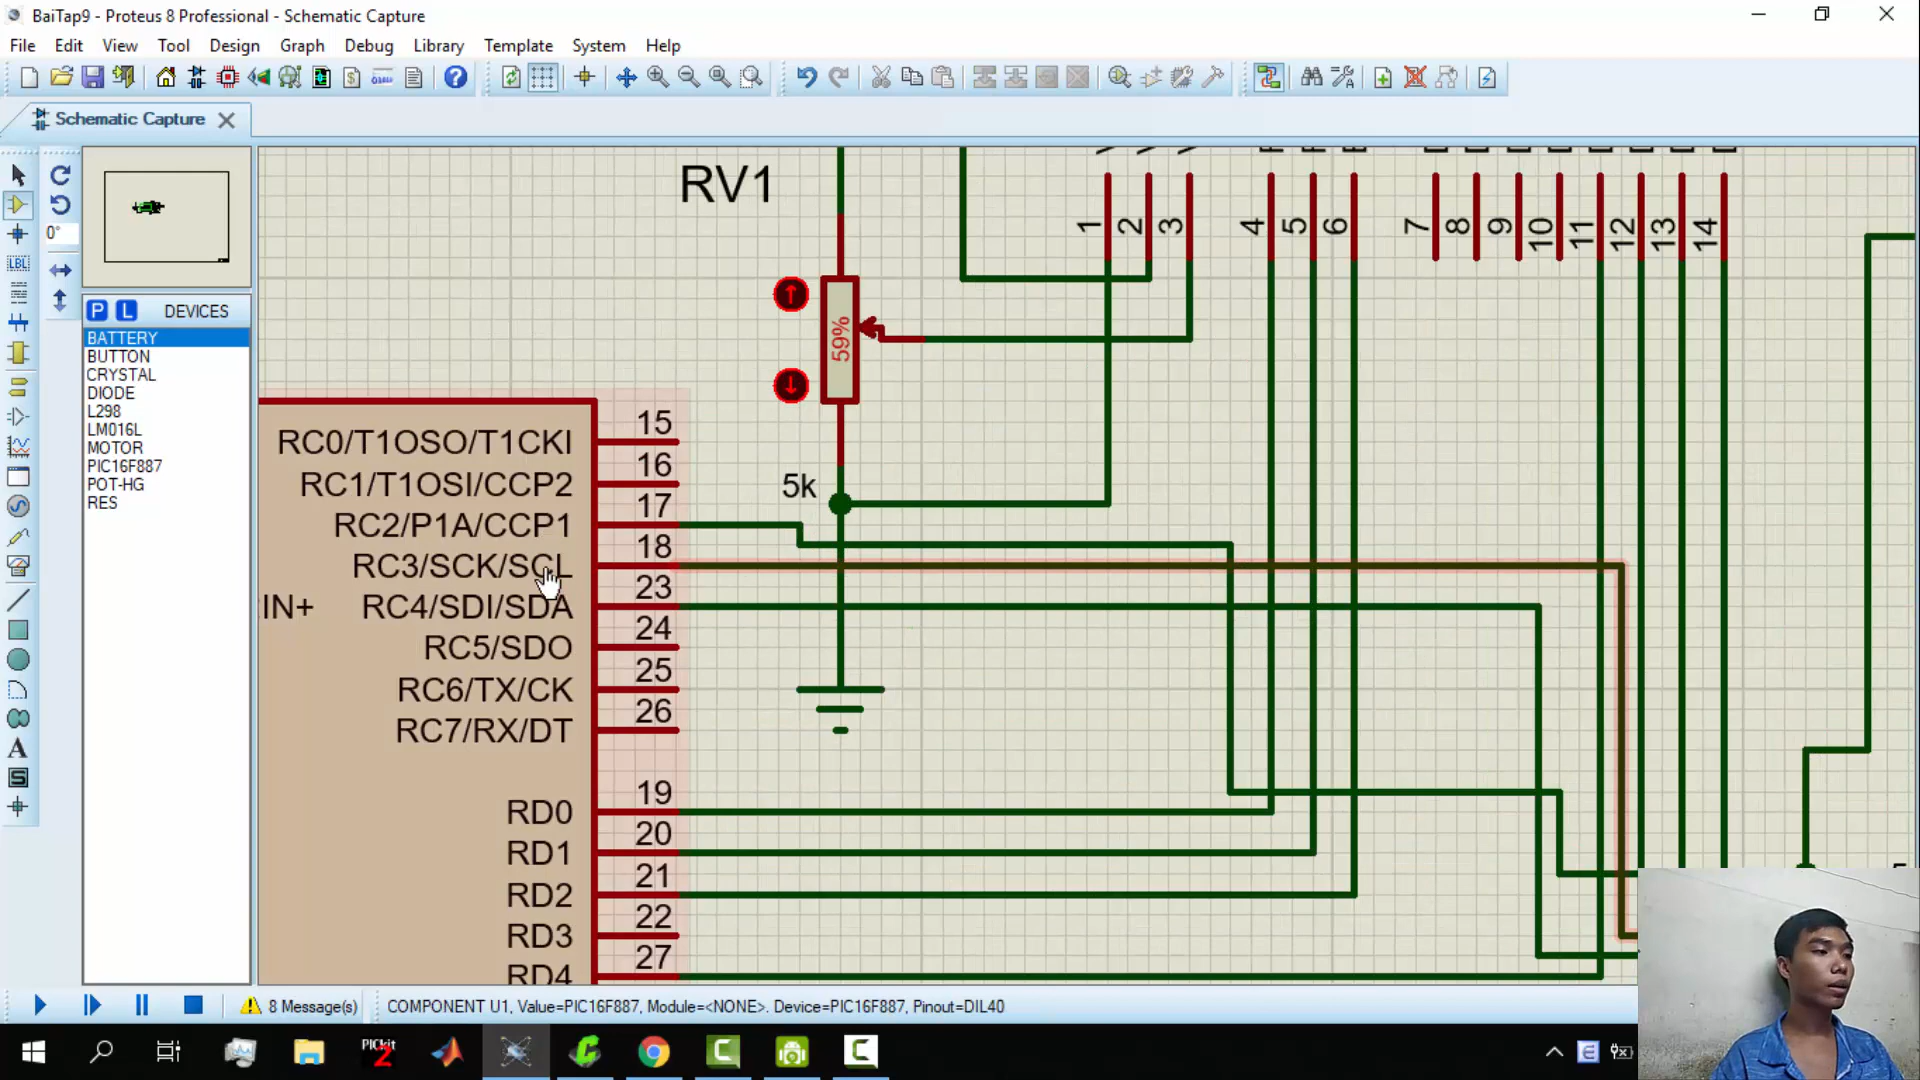 BaiTap9 - Proteus 8 Professional - Schematic Capture
File Edit View Tool Design Graph Debug Library Template System Help
Schematic Capture
0°
LBL
P L DEVICES
BATTERY
BUTTON
CRYSTAL
DIODE
L298
LM016L
MOTOR
PIC16F887
POT-HG
RES
A
S
RV1
59%
5k
1 2 3 4 5 6 7 8 9 10 11 12 13 14
RC0/T1OSO/T1CKI 15
RC1/T1OSI/CCP2 16
RC2/P1A/CCP1 17
RC3/SCK/SCL 18
IN+ RC4/SDI/SDA 23
RC5/SDO 24
RC6/TX/CK 25
RC7/RX/DT 26
RD0 19
RD1 20
RD2 21
RD3 22
RD4 27
8 Message(s)
COMPONENT U1, Value=PIC16F887, Module=<NONE>. Device=PIC16F887, Pinout=DIL40
PICkit
2